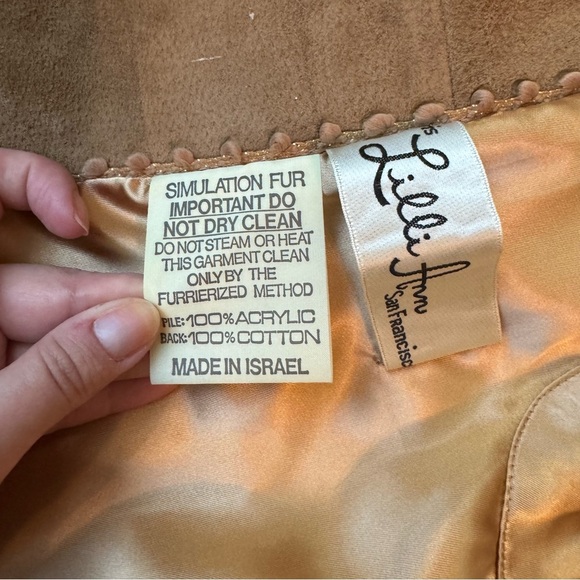 SIMULATION FUR
IMPORTANT DO
NOT DRY CLEAN
DO NOT STEAM OR HEAT
THIS GARMENT CLEAN
ONLY BY THE
FURRIERIZED METHOD
PILE: 100% ACRYLIC
BACK: 100% COTTON
MADE IN ISRAEL
Lilli Ann
San Francisco